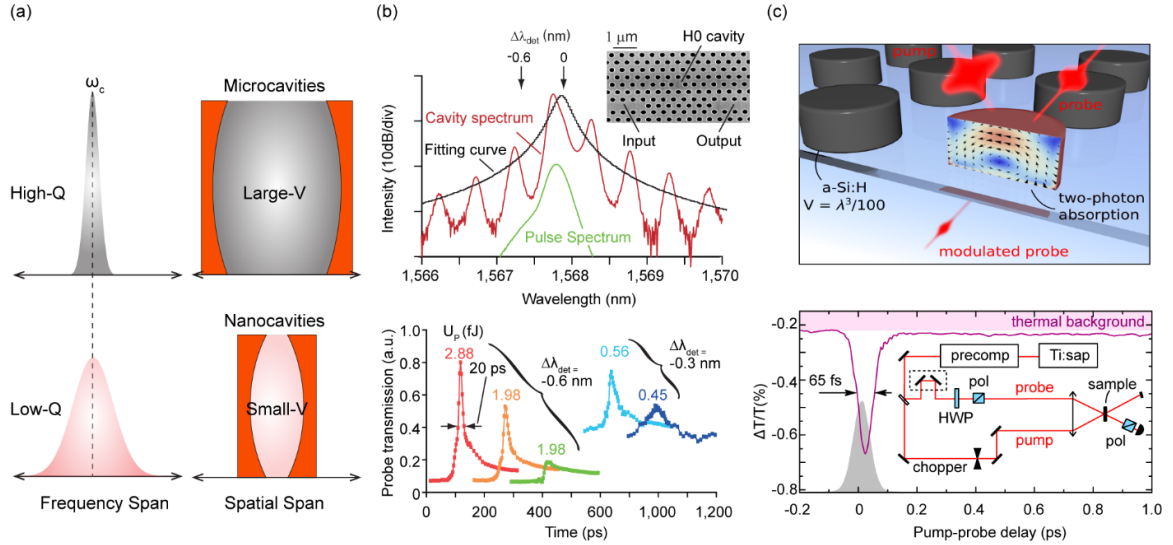 (a)
ω_c
Microcavities
High-Q
Large-V
Nanocavities
Low-Q
Small-V
Frequency Span
Spatial Span
(b)
Δλ_det (nm)
-0.6
0
1 μm
H0 cavity
Cavity spectrum
Fitting curve
Input
Output
Pulse Spectrum
Intensity (10dB/div)
1,566
1,567
1,568
1,569
1,570
Wavelength (nm)
U_P (fJ)
2.88
20 ps
1.98
1.98
Δλ_det =
-0.6 nm
0.56
0.45
Δλ_det =
-0.3 nm
Probe transmission (a.u.)
1.0
0.8
0.6
0.4
0.2
0
0
200
400
600
800
1,000
1,200
Time (ps)
(c)
pump
probe
a-Si:H
V = λ³/100
two-photon
absorption
modulated probe
thermal background
precomp
Ti:sap
65 fs
pol
probe
sample
HWP
pump
pol
chopper
ΔT/T(%)
-0.2
-0.4
-0.6
-0.8
-0.2
0
0.2
0.4
0.6
0.8
1.0
Pump-probe delay (ps)